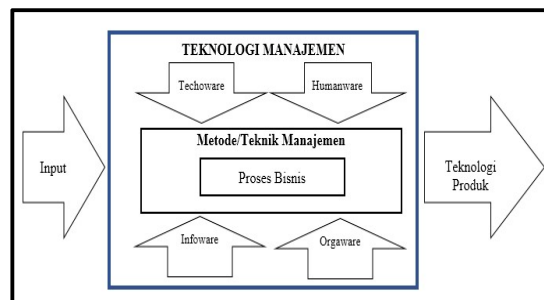 TEKNOLOGI MANAJEMEN
Techoware
Humanware
Metode/Teknik Manajemen
Input
Proses Bisnis
Teknologi
Produk
Infoware
Orgaware